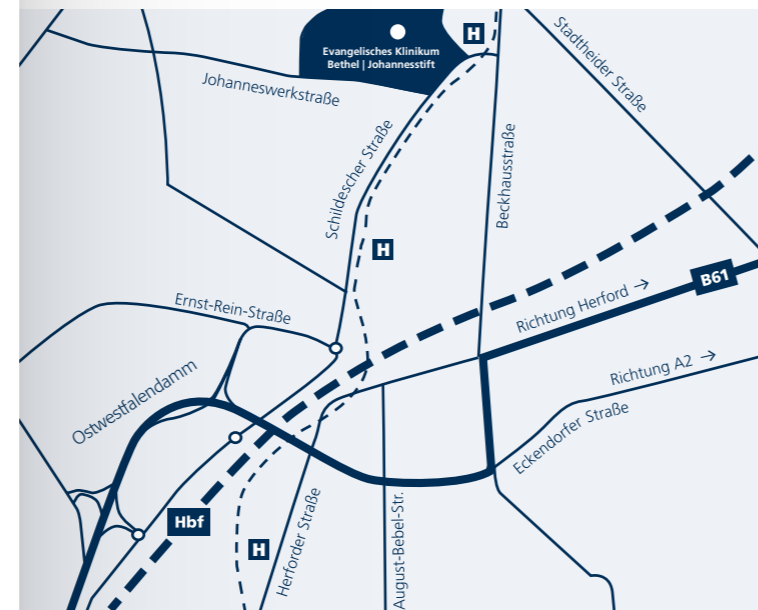 Evangelisches Klinikum
Bethel | Johannesstift
H
Stadtheider Straße
Johanneswerkstraße
Schildescher Straße
Beckhausstraße
H
B61
Richtung Herford →
Ernst-Rein-Straße
Richtung A2 →
Ostwestfalendamm
Eckendorfer Straße
Hbf
H
Herforder Straße
August-Bebel-Str.